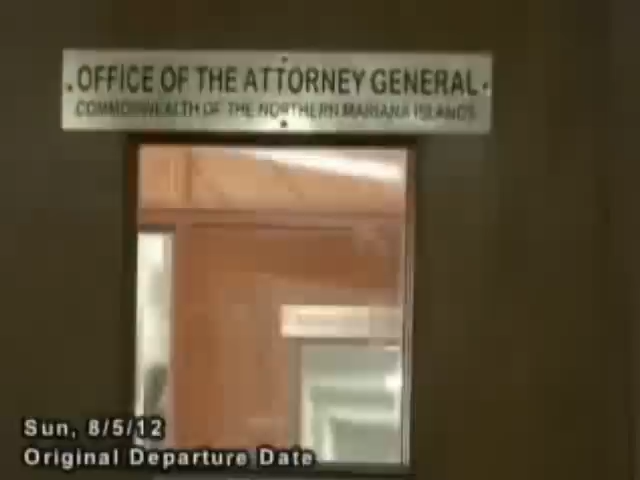 OFFICE OF THE ATTORNEY GENERAL
COMMONWEALTH OF THE NORTHERN MARIANA ISLANDS
Sun, 8/5/12
Original Departure Date